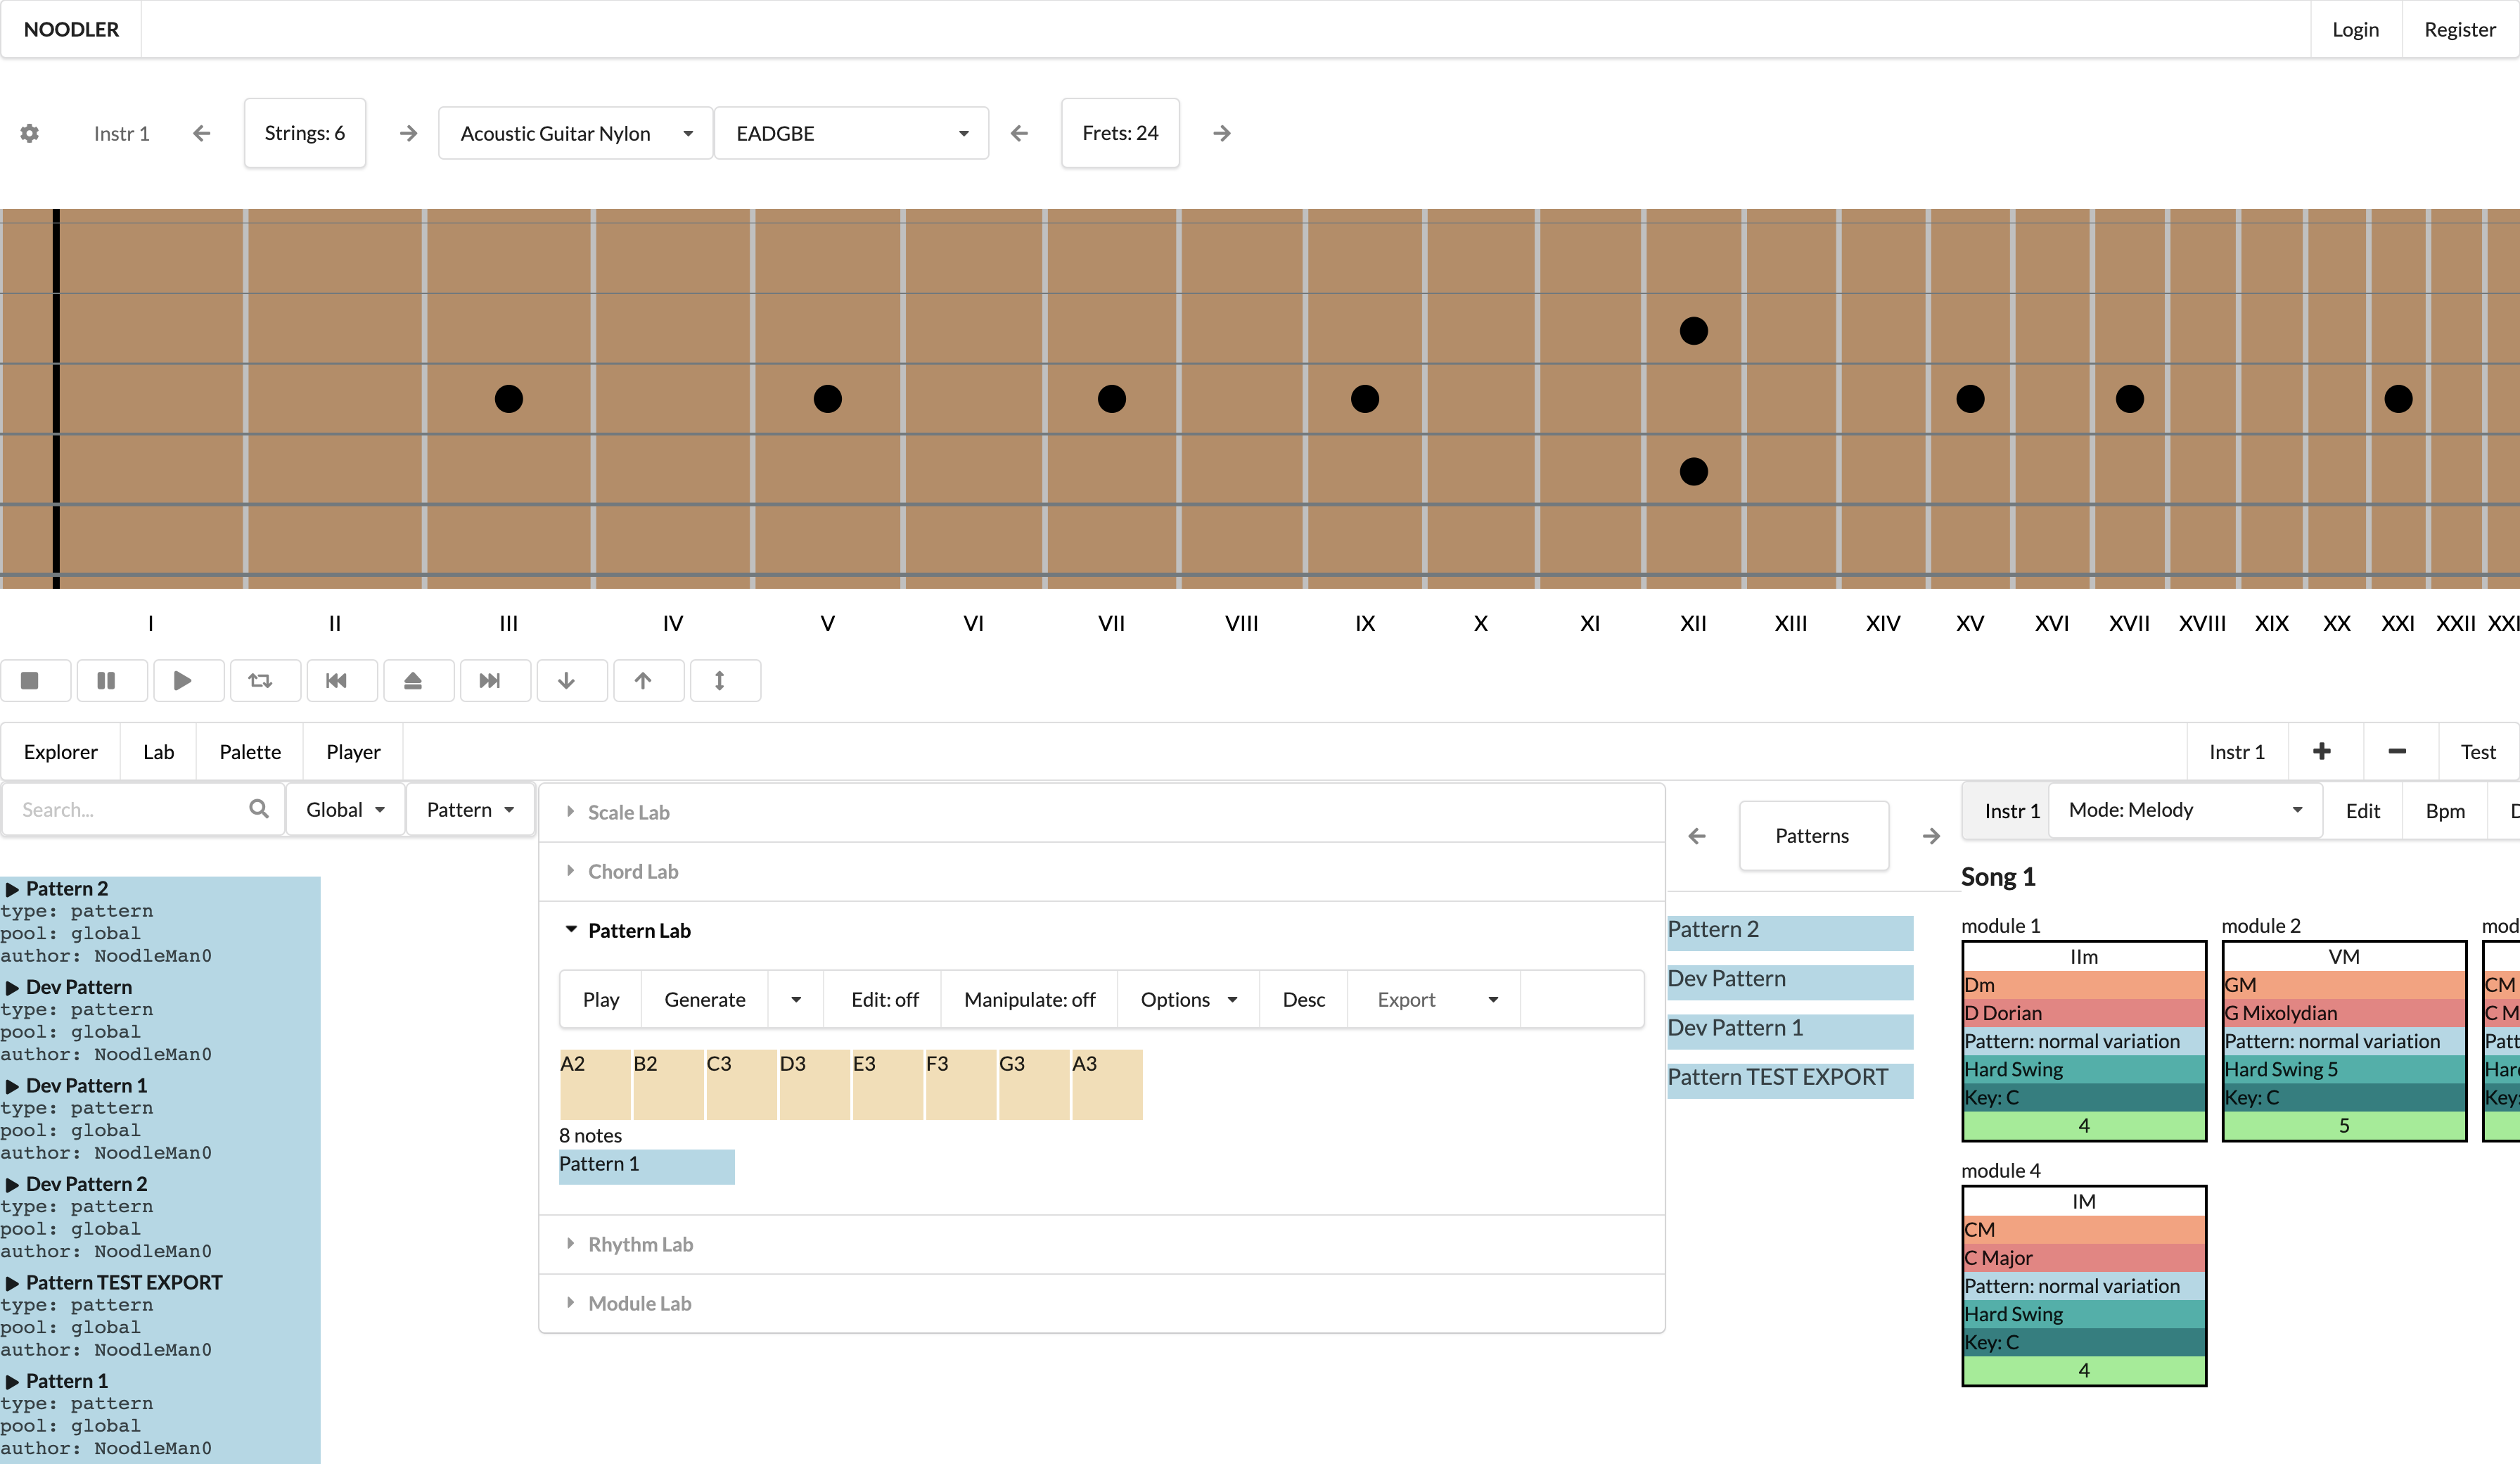 NOODLER
Login
Register
Instr 1
Strings: 6
Acoustic Guitar Nylon
EADGBE
Frets: 24
I II III IV V VI VII VIII IX X XI XII XIII XIV XV XVI XVII XVIII XIX XX XXI XXII XXI
Explorer
Lab
Palette
Player
Instr 1
Test
Search...
Global
Pattern
Pattern 2
type: pattern
pool: global
author: NoodleMan0
Dev Pattern
type: pattern
pool: global
author: NoodleMan0
Dev Pattern 1
type: pattern
pool: global
author: NoodleMan0
Dev Pattern 2
type: pattern
pool: global
author: NoodleMan0
Pattern TEST EXPORT
type: pattern
pool: global
author: NoodleMan0
Pattern 1
type: pattern
pool: global
author: NoodleMan0
Scale Lab
Chord Lab
Pattern Lab
Play
Generate
Edit: off
Manipulate: off
Options
Desc
Export
A2 B2 C3 D3 E3 F3 G3 A3
8 notes
Pattern 1
Rhythm Lab
Module Lab
Patterns
Pattern 2
Dev Pattern
Dev Pattern 1
Pattern TEST EXPORT
Instr 1
Mode: Melody
Edit
Bpm
Song 1
module 1
IIm
Dm
D Dorian
Pattern: normal variation
Hard Swing
Key: C
4
module 2
VM
GM
G Mixolydian
Pattern: normal variation
Hard Swing 5
Key: C
5
mod
CM
C M
Patt
Har
Key:
module 4
IM
CM
C Major
Pattern: normal variation
Hard Swing
Key: C
4